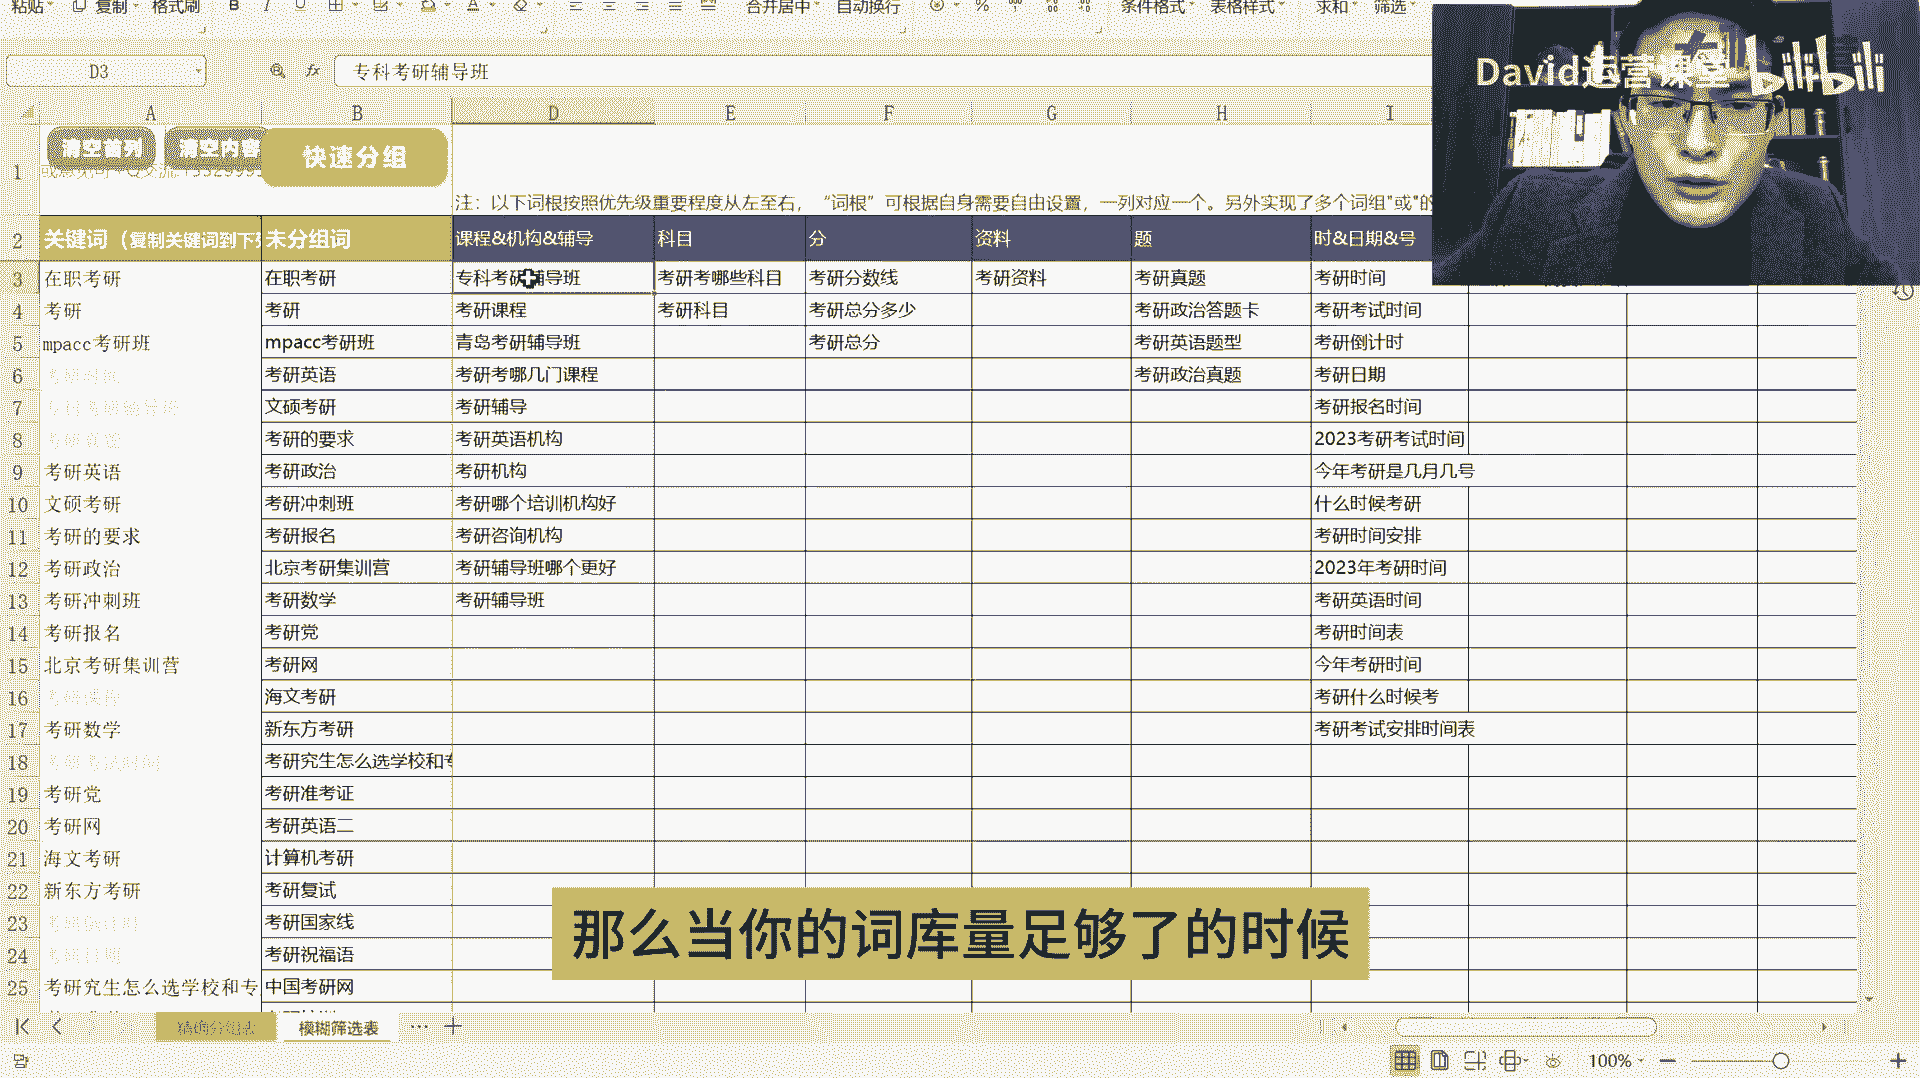 粘贴 复制 格式刷 B I U A 合并居中 自动换行 % 条件格式 表格样式 求和 筛选
D3 fx 专科考研辅导班
David运营课堂 bilibili
A B D E F G H I
清空首列 清空内容 快速分组
1
注：以下词根按照优先级重要程度从左至右，“词根”可根据自身需要自由设置，一列对应一个。另外实现了多个词组"或"的
2 关键词（复制关键词到下列 未分组词 课程&机构&辅导 科目 分 资料 题 时&日期&号
3 在职考研 在职考研 专科考研辅导班 考研考哪些科目 考研分数线 考研资料 考研真题 考研时间
4 考研 考研 考研课程 考研科目 考研总分多少 考研政治答题卡 考研考试时间
5 mpacc考研班 mpacc考研班 青岛考研辅导班 考研总分 考研英语题型 考研倒计时
6 考研英语 考研考哪几门课程 考研政治真题 考研日期
7 文硕考研 考研辅导 考研报名时间
8 考研的要求 考研英语机构 2023考研考试时间
9 考研英语 考研政治 考研机构 今年考研是几月几号
10 文硕考研 考研冲刺班 考研哪个培训机构好 什么时候考研
11 考研的要求 考研报名 考研咨询机构 考研时间安排
12 考研政治 北京考研集训营 考研辅导班哪个更好 2023年考研时间
13 考研冲刺班 考研数学 考研辅导班 考研英语时间
14 考研报名 考研党 考研时间表
15 北京考研集训营 考研网 今年考研时间
16 海文考研 考研什么时候考
17 考研数学 新东方考研 考研考试安排时间表
18 考研究生怎么选学校和专
19 考研党 考研准考证
20 考研网 考研英语二
21 海文考研 计算机考研
22 新东方考研 考研复试
23 考研国家线
24 考研祝福语
25 考研究生怎么选学校和专 中国考研网
那么当你的词库量足够了的时候
精确分组表 模糊筛选表 ··· +
100%